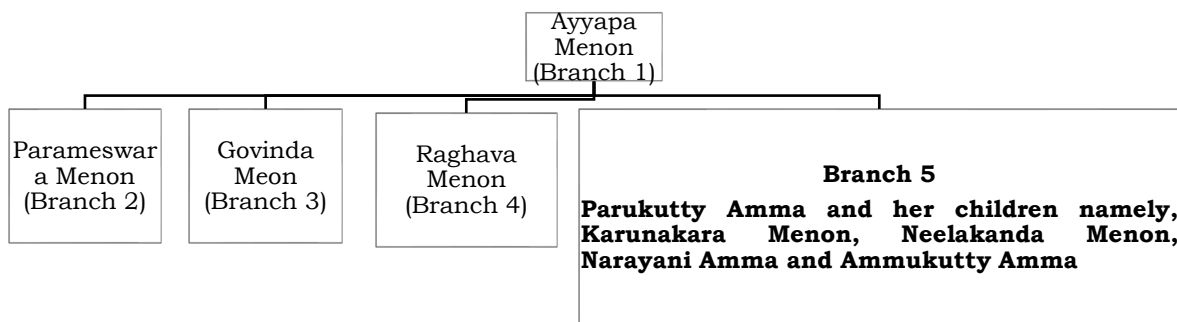 Ayyapa
Menon
(Branch 1)
Parameswar
a Menon
(Branch 2)
Govinda
Meon
(Branch 3)
Raghava
Menon
(Branch 4)
Branch 5
Parukutty Amma and her children namely,
Karunakara Menon, Neelakanda Menon,
Narayani Amma and Ammukutty Amma